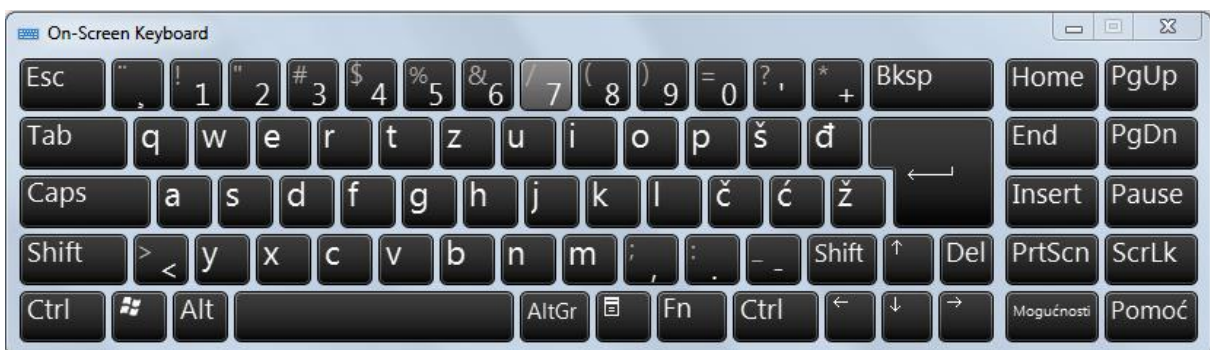 On-Screen Keyboard
Esc ¨ ¸ ! 1 " 2 # 3 $ 4 % 5 & 6 / 7 ( 8 ) 9 = 0 ? ' * + Bksp Home PgUp
Tab q w e r t z u i o p š đ End PgDn
Caps a s d f g h j k l č ć ž Insert Pause
Shift > < y x c v b n m ; , : . _ - Shift ↑ Del PrtScn ScrLk
Ctrl Alt AltGr Fn Ctrl ← ↓ → Mogućnosti Pomoć